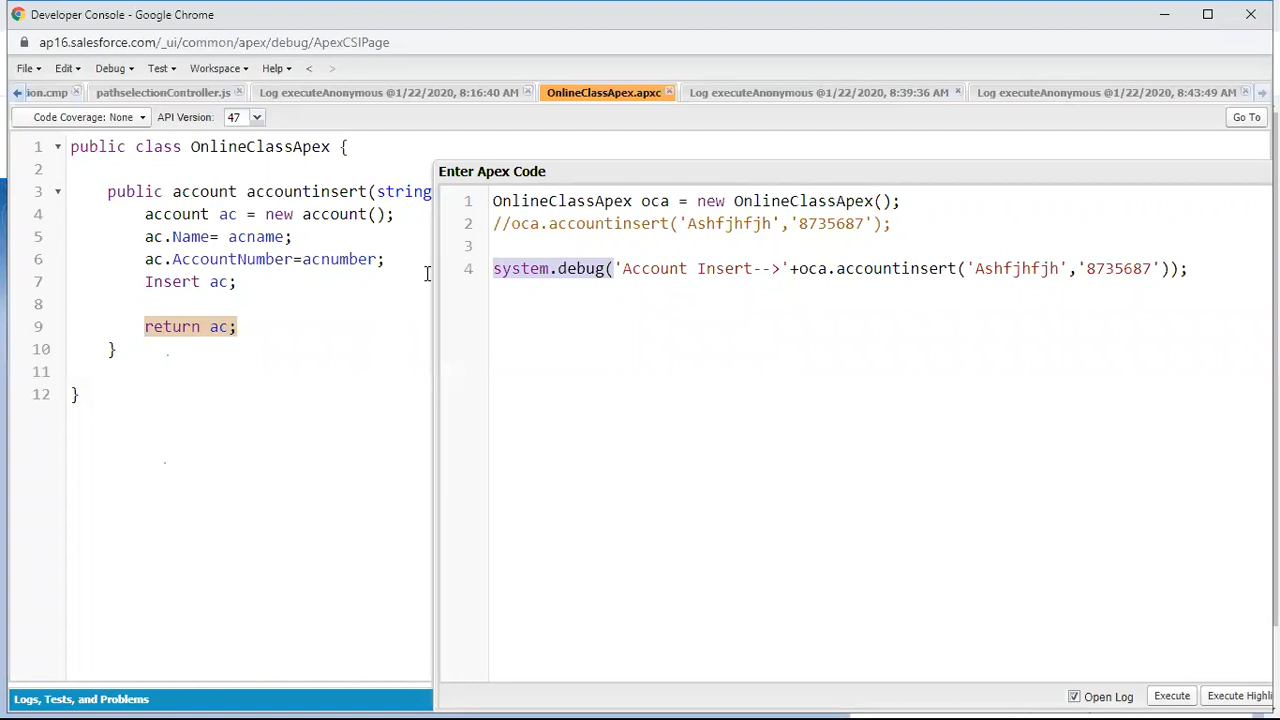 Developer Console - Google Chrome
ap16.salesforce.com/_ui/common/apex/debug/ApexCSIPage
File Edit Debug Test Workspace Help < >
ion.cmp pathselectionController.js Log executeAnonymous @1/22/2020, 8:16:40 AM OnlineClassApex.apxc Log executeAnonymous @1/22/2020, 8:39:36 AM Log executeAnonymous @1/22/2020, 8:43:49 AM
Code Coverage: None API Version: 47 Go To
1 public class OnlineClassApex {
2
3 public account accountinsert(string
4 account ac = new account();
5 ac.Name= acname;
6 ac.AccountNumber=acnumber;
7 Insert ac;
8
9 return ac;
10 }
11
12 }
Enter Apex Code
1 OnlineClassApex oca = new OnlineClassApex();
2 //oca.accountinsert('Ashfjhfjh','8735687');
3
4 system.debug('Account Insert-->'+oca.accountinsert('Ashfjhfjh','8735687'));
Logs, Tests, and Problems
Open Log Execute Execute Highli